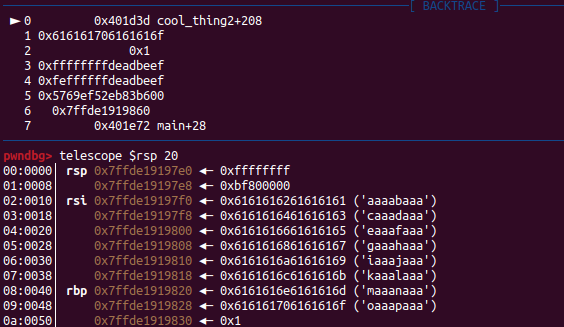 [ BACKTRACE ]
► 0 0x401d3d cool_thing2+208
1 0x616161706161616f
2 0x1
3 0xffffffffdeadbeef
4 0xfeffffffdeadbeef
5 0x5769ef52eb83b600
6 0x7ffde1919860
7 0x401e72 main+28
pwndbg> telescope $rsp 20
00:0000│ rsp 0x7ffde19197e0 ◂— 0xffffffff
01:0008│ 0x7ffde19197e8 ◂— 0xbf800000
02:0010│ rsi 0x7ffde19197f0 ◂— 0x6161616261616161 ('aaaabaaa')
03:0018│ 0x7ffde19197f8 ◂— 0x6161616461616163 ('caaadaaa')
04:0020│ 0x7ffde1919800 ◂— 0x6161616661616165 ('eaaafaaa')
05:0028│ 0x7ffde1919808 ◂— 0x6161616861616167 ('gaaahaaa')
06:0030│ 0x7ffde1919810 ◂— 0x6161616a61616169 ('iaaajaaa')
07:0038│ 0x7ffde1919818 ◂— 0x6161616c6161616b ('kaaalaaa')
08:0040│ rbp 0x7ffde1919820 ◂— 0x6161616e6161616d ('maaanaaa')
09:0048│ 0x7ffde1919828 ◂— 0x616161706161616f ('oaaapaaa')
0a:0050│ 0x7ffde1919830 ◂— 0x1